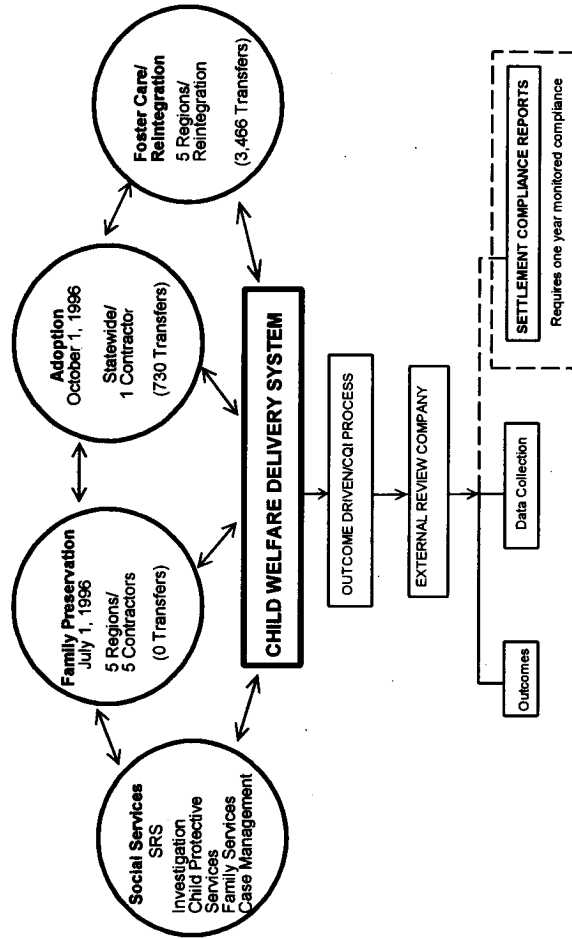 Social Services
SRS
Investigation
Child Protective
Services
Family Services
Case Management
Family Preservation
July 1, 1996
5 Regions/
5 Contractors
(0 Transfers)
Adoption
October 1, 1996
Statewide/
1 Contractor
(730 Transfers)
Foster Care/
Reintegration
5 Regions/
Reintegration
(3,466 Transfers)
CHILD WELFARE DELIVERY SYSTEM
OUTCOME DRIVEN/CQI PROCESS
EXTERNAL REVIEW COMPANY
Outcomes
Data Collection
SETTLEMENT COMPLIANCE REPORTS
Requires one year monitored compliance